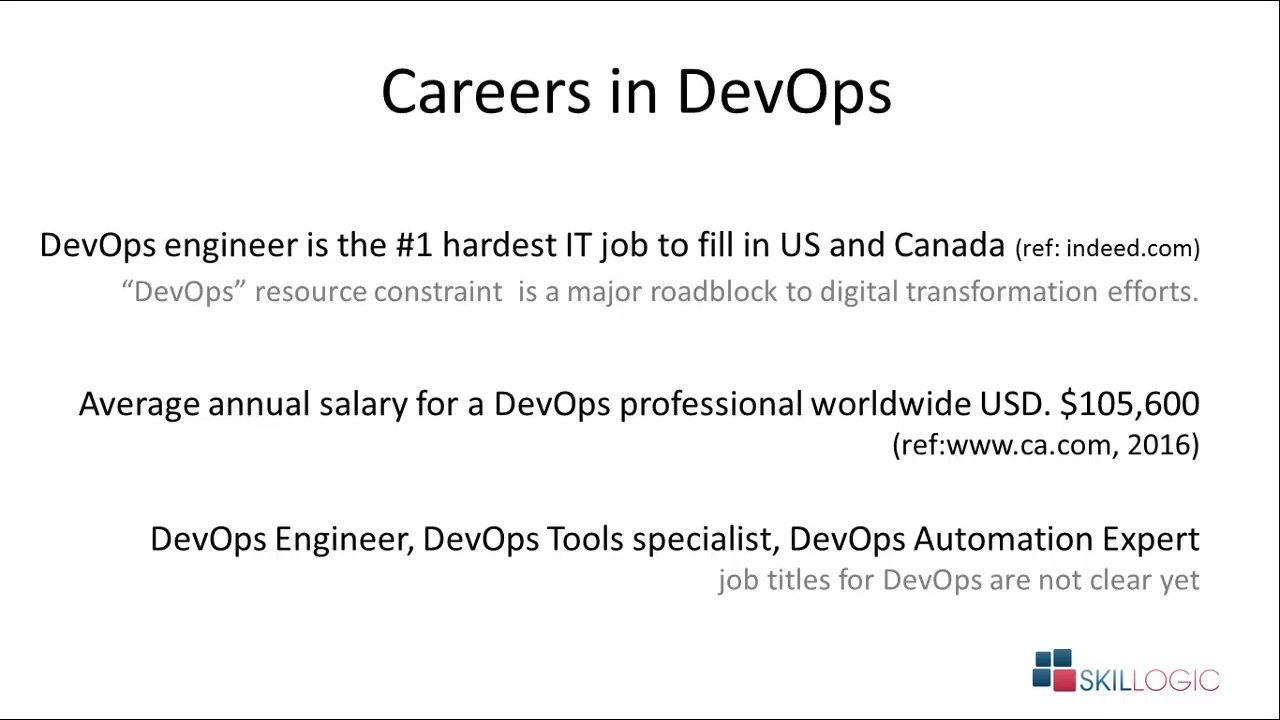 Careers in DevOps
DevOps engineer is the #1 hardest IT job to fill in US and Canada (ref: indeed.com)
“DevOps” resource constraint  is a major roadblock to digital transformation efforts.
Average annual salary for a DevOps professional worldwide USD. $105,600
(ref:www.ca.com, 2016)
DevOps Engineer, DevOps Tools specialist, DevOps Automation Expert
job titles for DevOps are not clear yet
SKILLOGIC